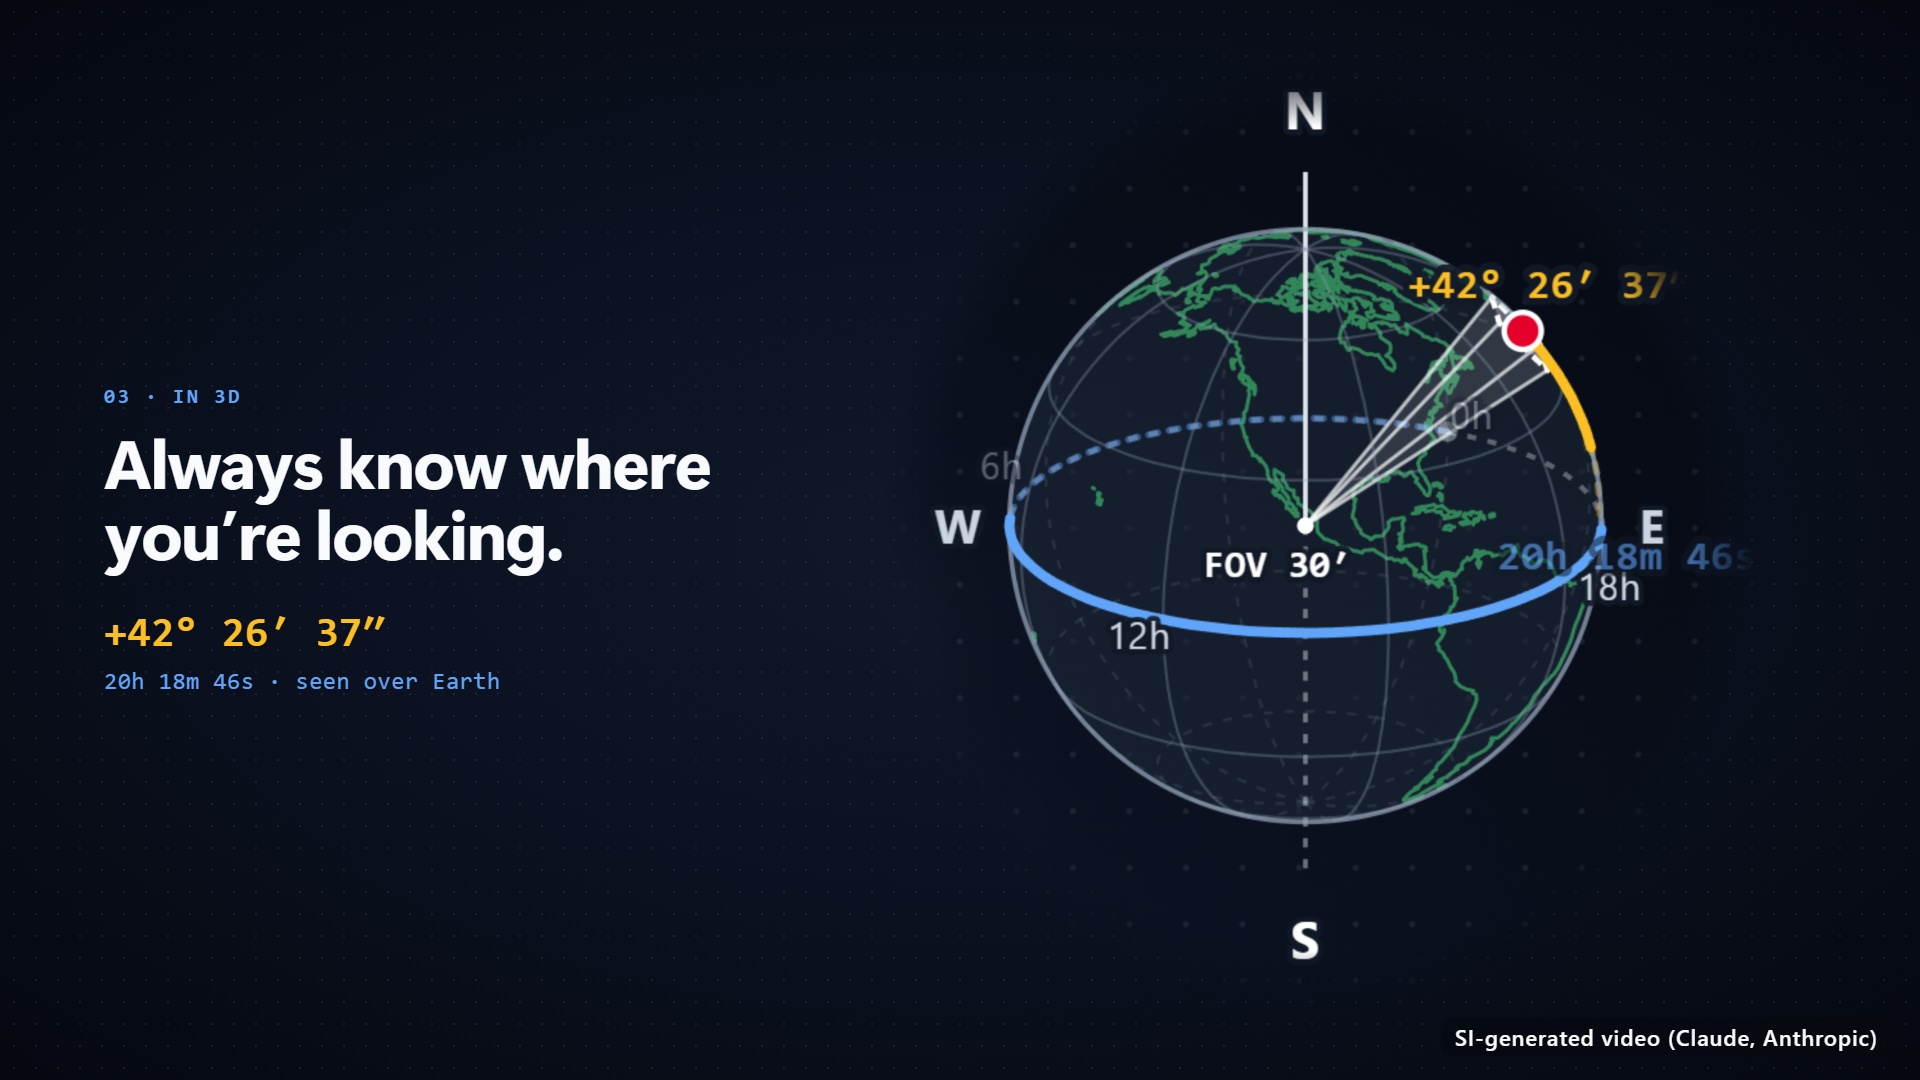 03 · IN 3D
Always know where
you’re looking.
+42° 26′ 37″
20h 18m 46s · seen over Earth
N
+42° 26′ 37′
0h
6h
W
E
FOV 30′
20h 18m 46s
18h
12h
S
SI-generated video (Claude, Anthropic)